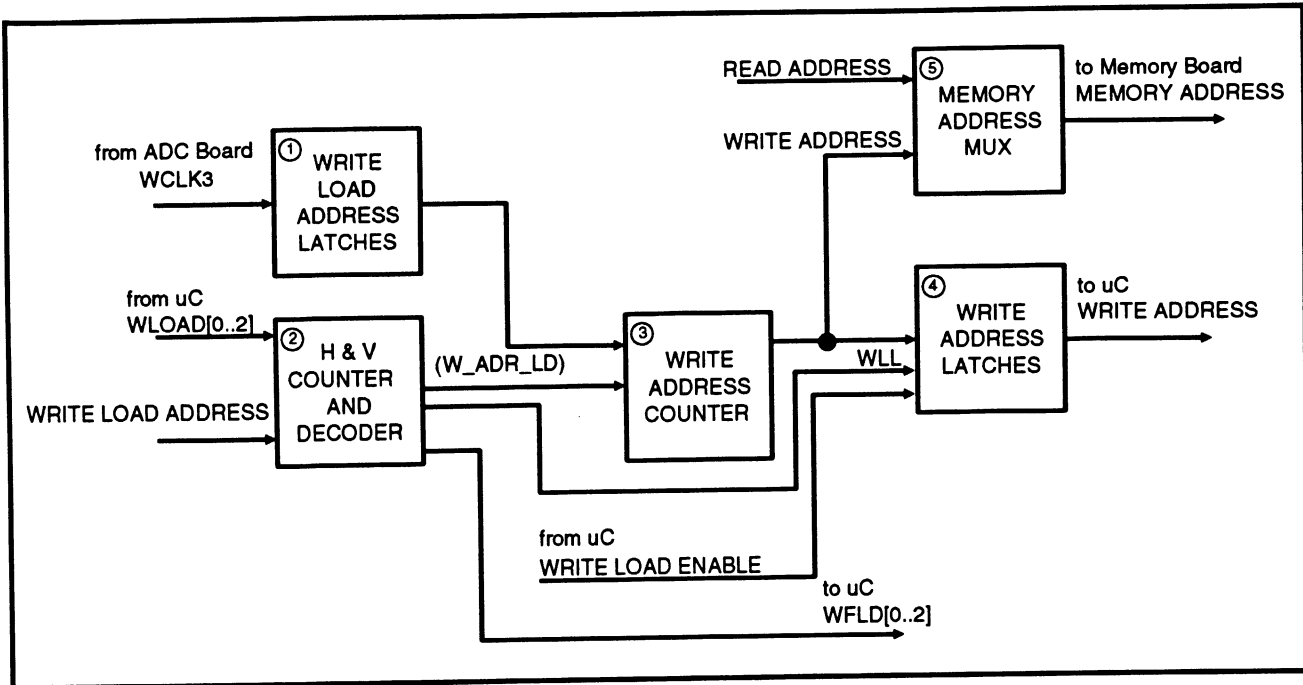 READ ADDRESS
⑤
MEMORY
ADDRESS
MUX
to Memory Board
MEMORY ADDRESS
WRITE ADDRESS
from ADC Board
WCLK3
①
WRITE
LOAD
ADDRESS
LATCHES
from uC
WLOAD[0..2]
②
H & V
COUNTER
AND
DECODER
WRITE LOAD ADDRESS
(W_ADR_LD)
③
WRITE
ADDRESS
COUNTER
WLL
④
WRITE
ADDRESS
LATCHES
to uC
WRITE ADDRESS
from uC
WRITE LOAD ENABLE
to uC
WFLD[0..2]